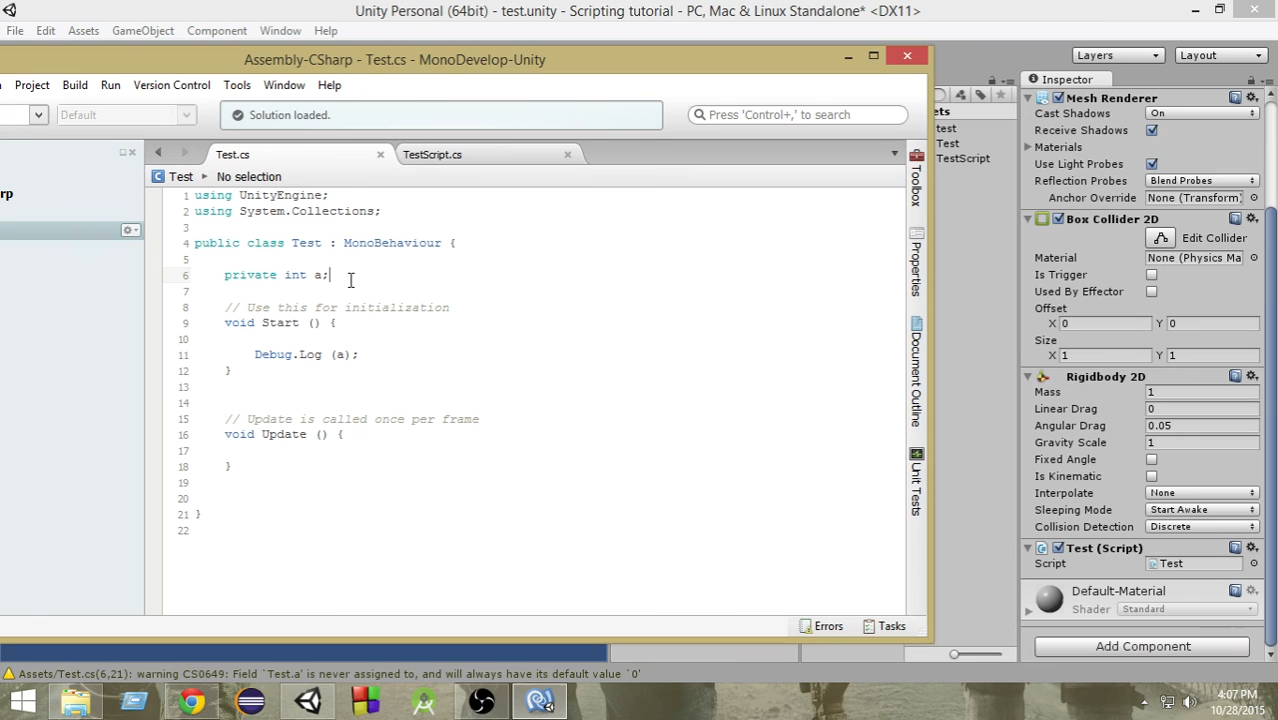 Unity Personal (64bit) - test.unity - Scripting tutorial - PC, Mac & Linux Standalone* <DX11>
File Edit Assets GameObject Component Window Help
Layers Layout
Assembly-CSharp - Test.cs - MonoDevelop-Unity
Project Build Run Version Control Tools Window Help
Default
Solution loaded.
Press 'Control+,' to search
Test.cs
TestScript.cs
Test
No selection
1 using UnityEngine;
2 using System.Collections;
3
4 public class Test : MonoBehaviour {
5
6 private int a;
7
8 // Use this for initialization
9 void Start () {
10
11 Debug.Log (a);
12 }
13
14
15 // Update is called once per frame
16 void Update () {
17
18 }
19
20
21 }
22
Toolbox
Properties
Document Outline
Unit Tests
Errors Tasks
ets
test
Test
TestScript
Inspector
Mesh Renderer
Cast Shadows On
Receive Shadows
Materials
Use Light Probes
Reflection Probes Blend Probes
Anchor Override None (Transform)
Box Collider 2D
Edit Collider
Material None (Physics Ma
Is Trigger
Used By Effector
Offset
X 0 Y 0
Size
X 1 Y 1
Rigidbody 2D
Mass 1
Linear Drag 0
Angular Drag 0.05
Gravity Scale 1
Fixed Angle
Is Kinematic
Interpolate None
Sleeping Mode Start Awake
Collision Detection Discrete
Test (Script)
Script Test
Default-Material
Shader Standard
Add Component
Assets/Test.cs(6,21): warning CS0649: Field `Test.a' is never assigned to, and will always have its default value `0'
4:07 PM
10/28/2015